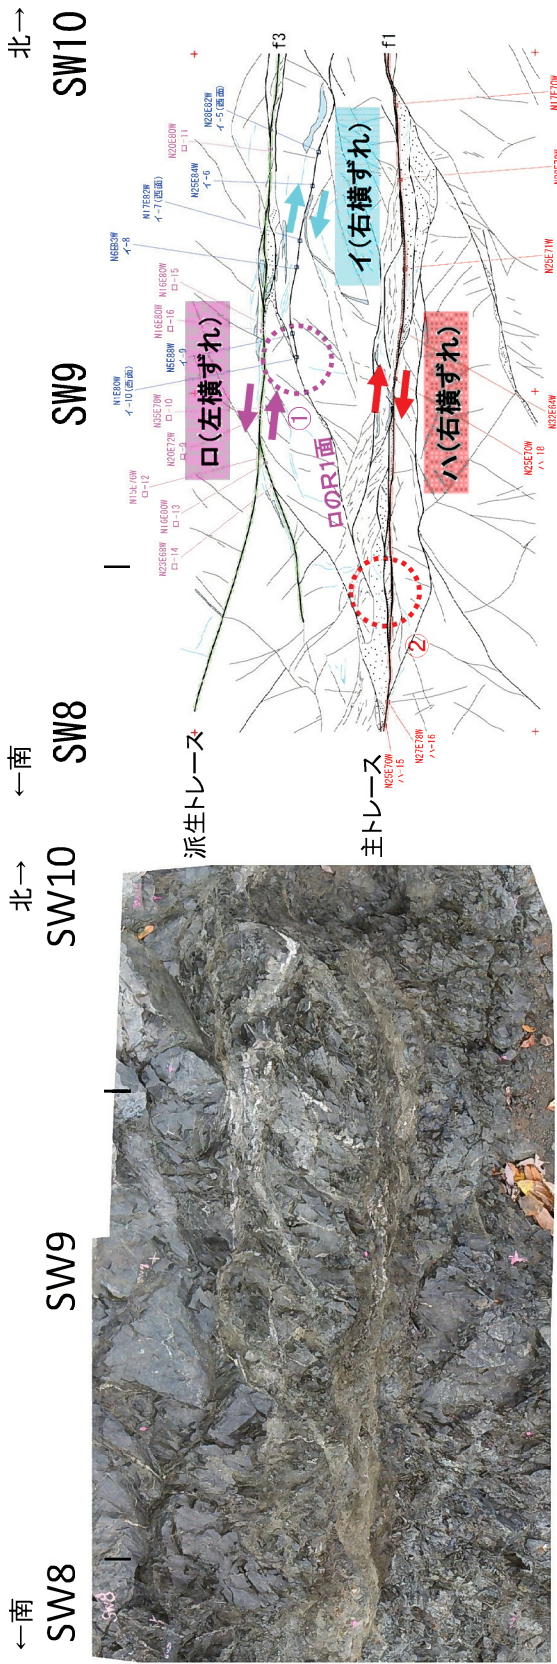 北→
SW10
SW9
SW8
←南
f3
f1
N28E82W
イ-5(西面)
N20E80W
ロ-11
N25E84W
イ-6
N17E82W
イ-7(西面)
イ-8
N16E80W
ロ-15
N16E80W
ロ-16
N5E88W
イ-9
N1E80W
イ-10(西面)
N35E78W
ロ-10
N20E72W
ロ-9
ロ-12
N16E80W
ロ-13
N23E68W
ロ-14
イ(右横ずれ)
ロ(左横ずれ)
ハ(右横ずれ)
①
ロのR1面
②
N17E70W
N25E71W
N32E64W
N25E70W
ハ-18
派生トレース
主トレース
N25E70W
ハ-15
N27E78W
ハ-16
北→
SW10
SW9
SW8
←南